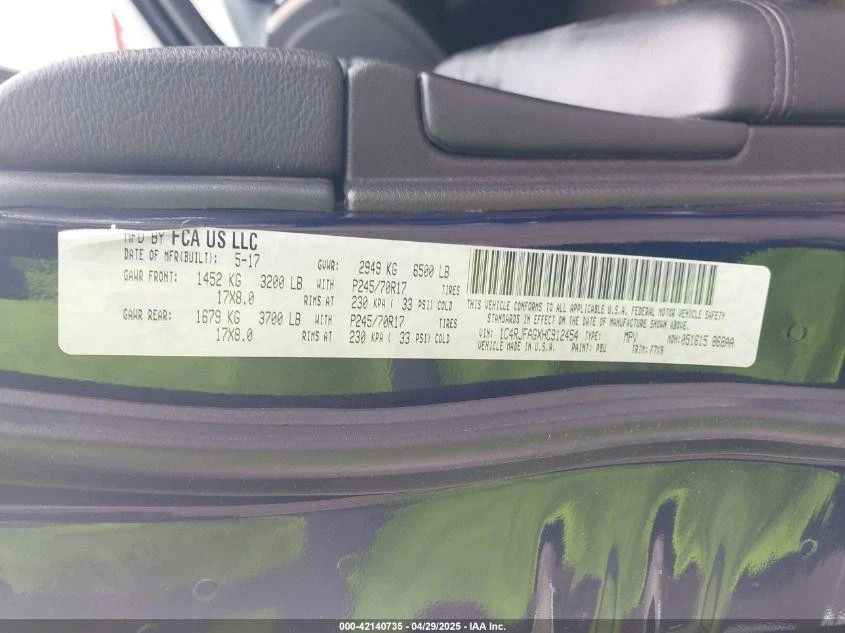 MFD BY FCA US LLC
DATE OF MFR(BUILT): 5-17 GVWR: 2949 KG 6500 LB
GAWR FRONT: 1452 KG 3200 LB WITH P245/70R17 TIRES
17X8.0 RIMS AT 230 KPA ( 33 PSI) COLD
GAWR REAR: 1679 KG 3700 LB WITH P245/70R17 TIRES
17X8.0 RIMS AT 230 KPA ( 33 PSI) COLD
THIS VEHICLE CONFORMS TO ALL APPLICABLE U.S.A. FEDERAL MOTOR VEHICLE SAFETY
STANDARDS IN EFFECT ON THE DATE OF MANUFACTURE SHOWN ABOVE.
VIN: 1C4RJFAGXHC912454 TYPE: MPV MDH: 051615 068AA
VEHICLE MADE IN U.S.A. PAINT: PBU TRIM: F7X9
000-42140735 - 04/29/2025 - IAA Inc.